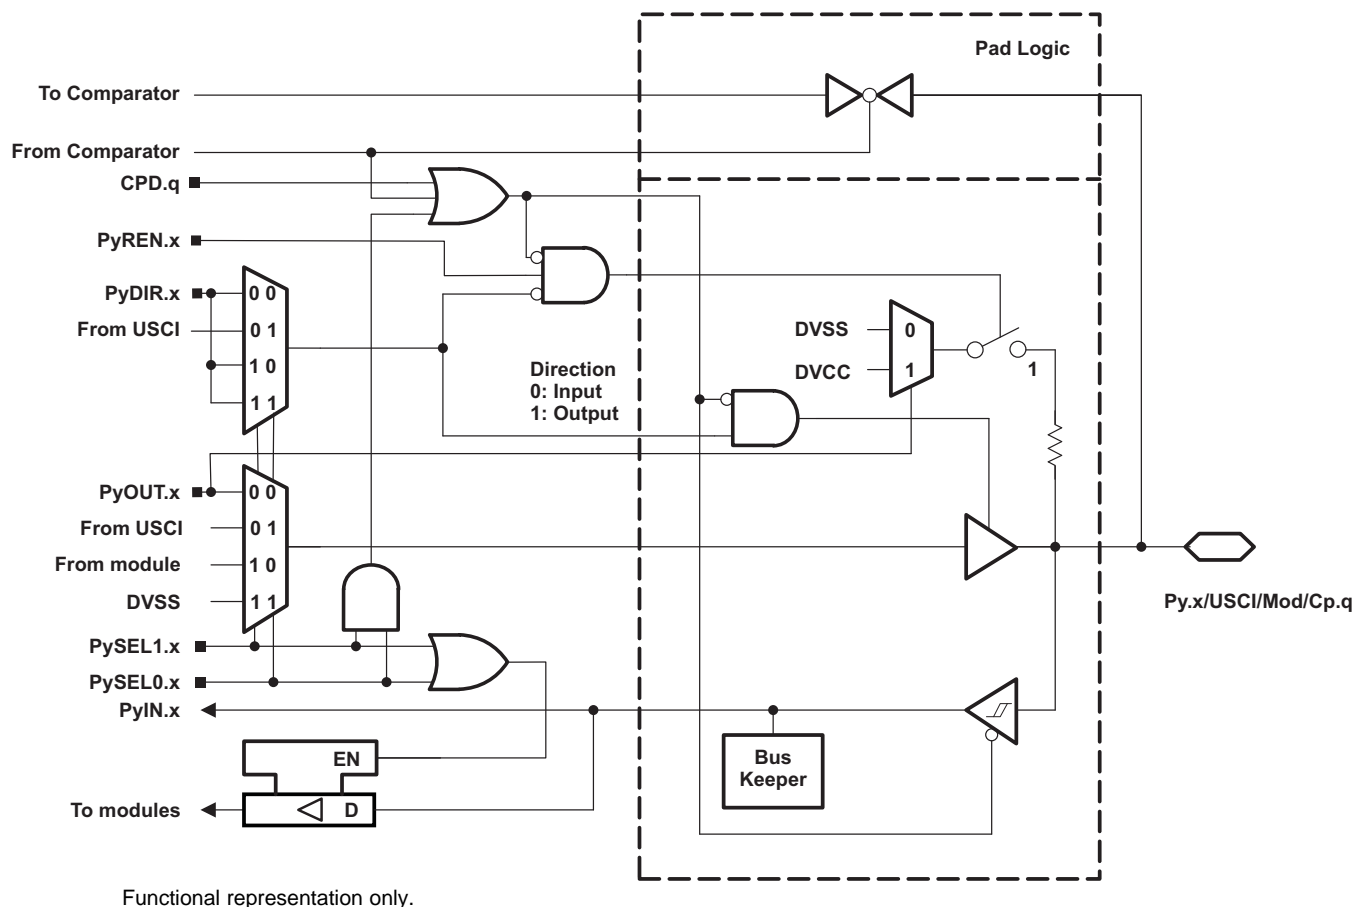 Pad Logic
To Comparator
From Comparator
CPD.q
PyREN.x
PyDIR.x
0 0
From USCI
0 1
1 0
1 1
Direction
0: Input
1: Output
DVSS
0
DVCC
1
1
PyOUT.x
0 0
From USCI
0 1
From module
1 0
DVSS
1 1
Py.x/USCI/Mod/Cp.q
PySEL1.x
PySEL0.x
PyIN.x
EN
Bus
Keeper
To modules
D
Functional representation only.